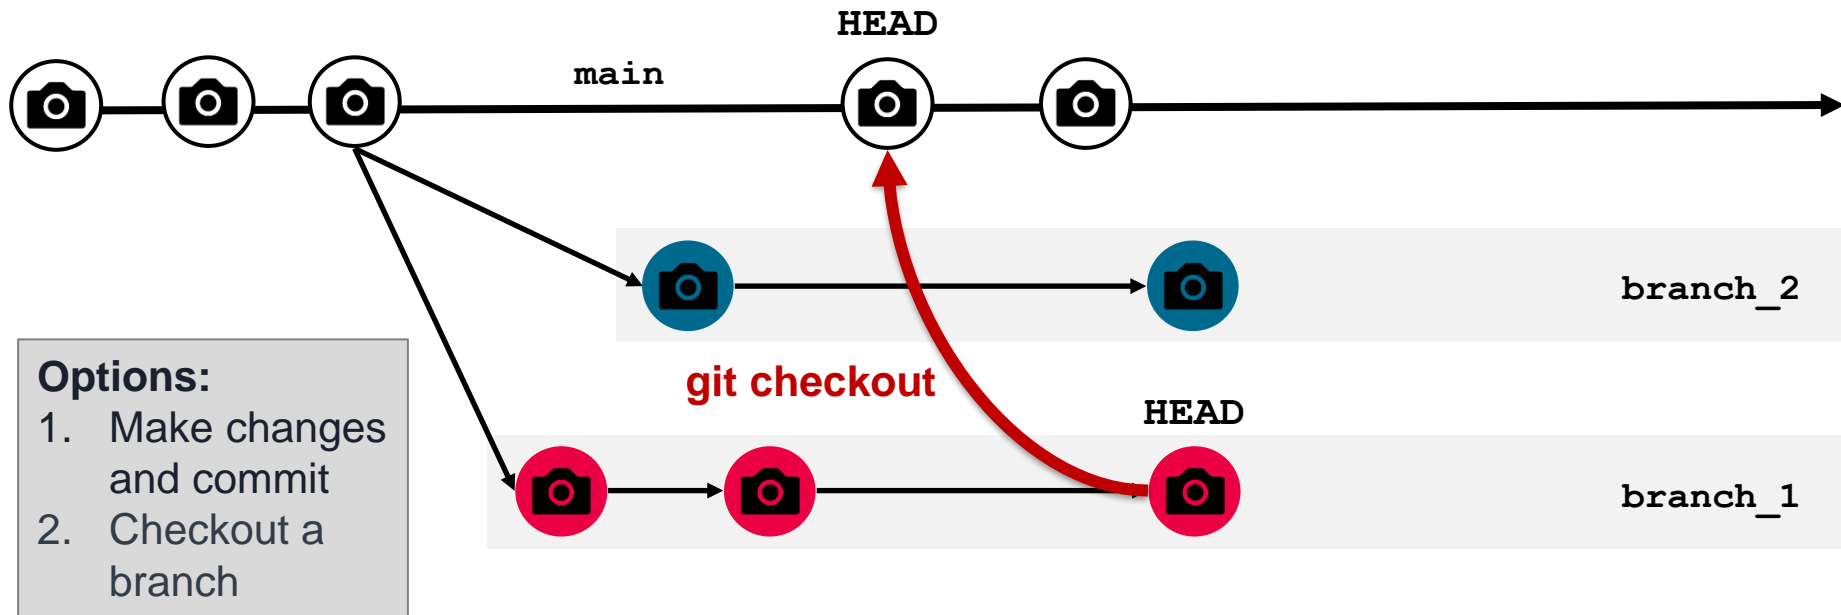 HEAD
main
branch_2
Options:
1. Make changes
and commit
2. Checkout a
branch
git checkout
HEAD
branch_1